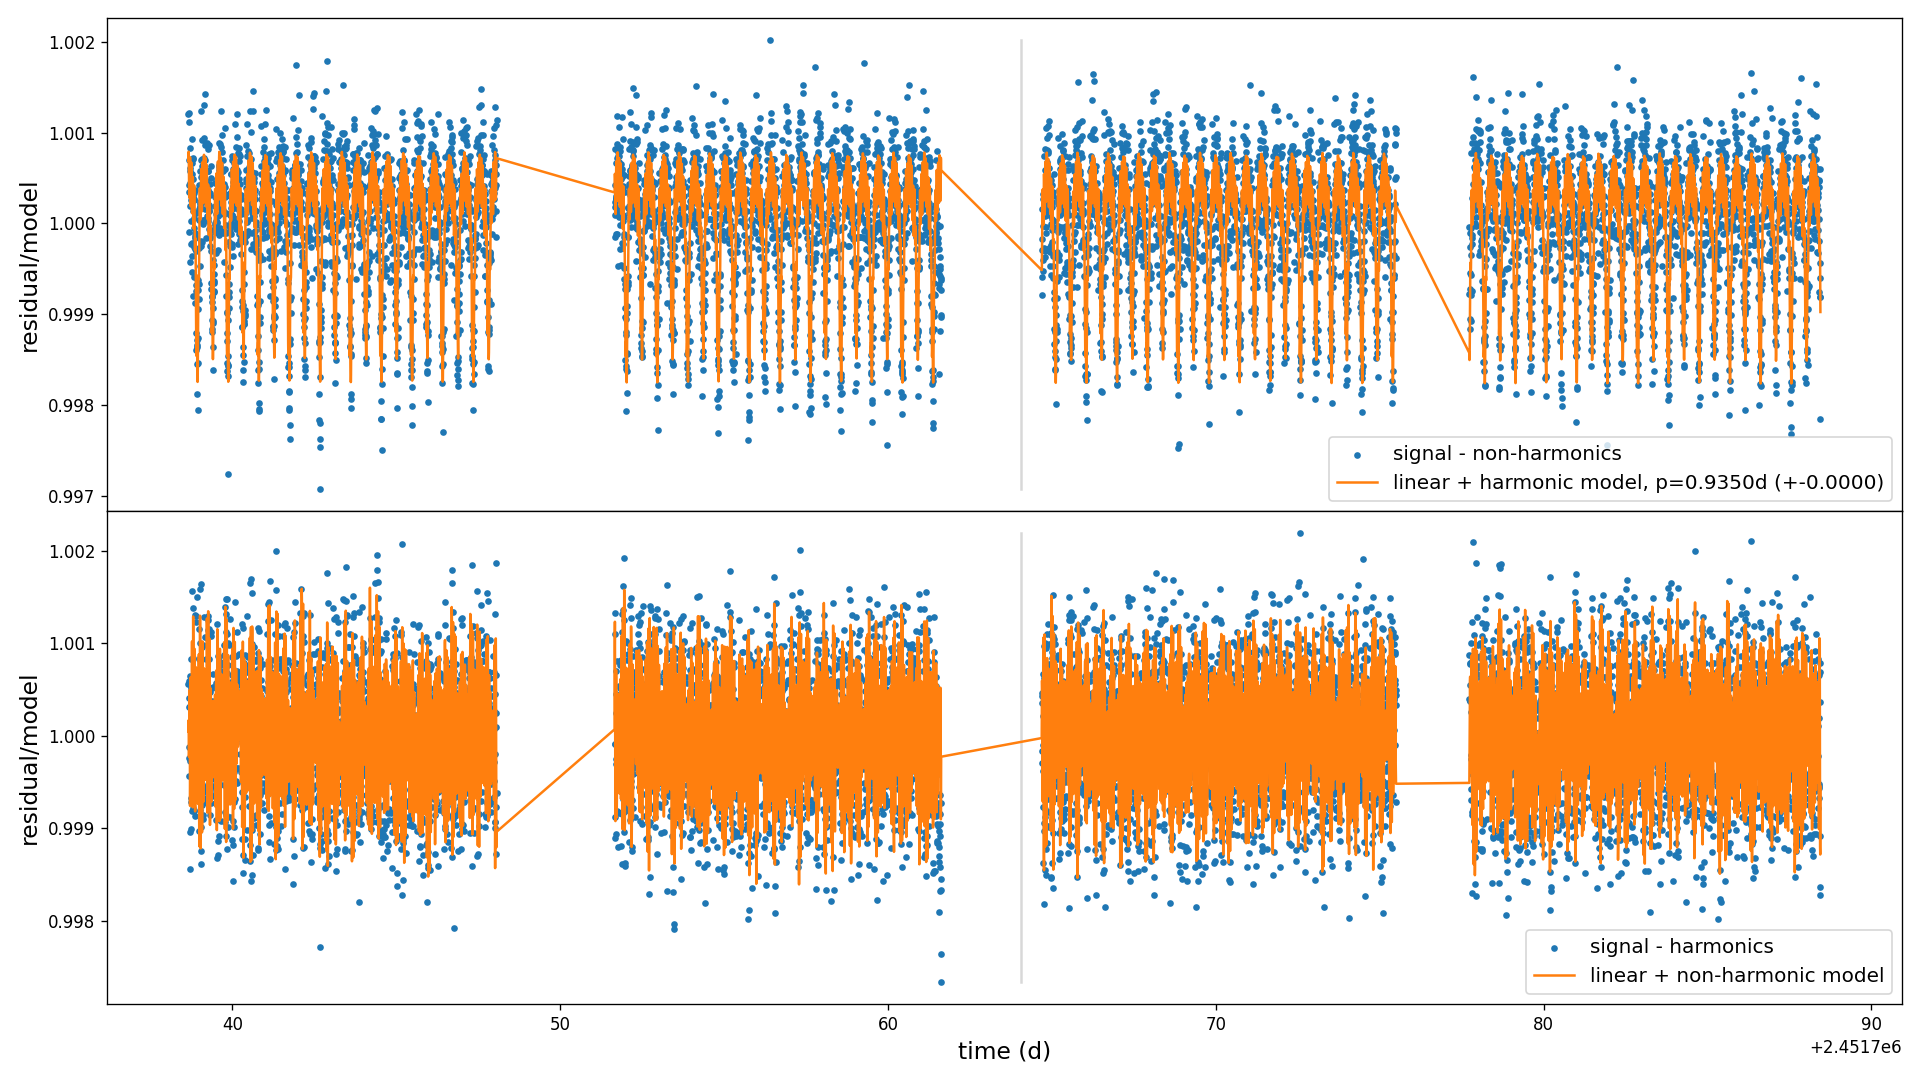 1.002
1.001
1.000
0.999
0.998
0.997
residual/model
signal - non-harmonics
linear + harmonic model, p=0.9350d (+-0.0000)
1.002
1.001
1.000
0.999
0.998
residual/model
signal - harmonics
linear + non-harmonic model
40 50 60 70 80 90
time (d)
+2.4517e6